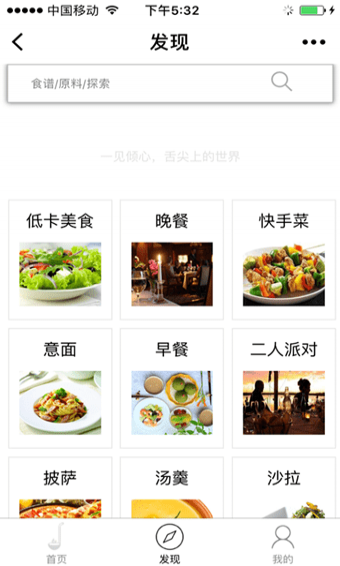 中国移动 下午5:32
发现
食谱/原料/探索
一见倾心，舌尖上的世界
低卡美食 晚餐 快手菜
意面 早餐 二人派对
披萨 汤羹 沙拉
首页 发现 我的